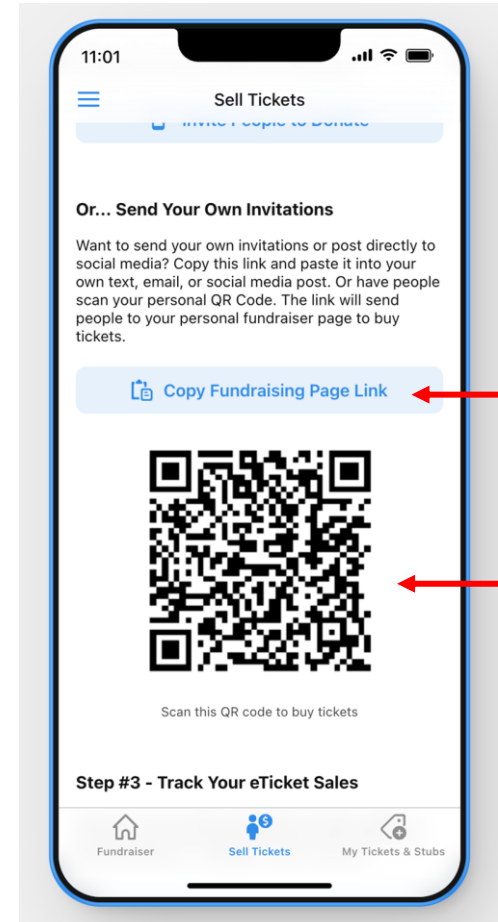 11:01
Sell Tickets
Invite People to Donate
Or... Send Your Own Invitations
Want to send your own invitations or post directly to
social media? Copy this link and paste it into your
own text, email, or social media post. Or have people
scan your personal QR Code. The link will send
people to your personal fundraiser page to buy
tickets.
Copy Fundraising Page Link
Scan this QR code to buy tickets
Step #3 - Track Your eTicket Sales
Fundraiser
Sell Tickets
My Tickets & Stubs